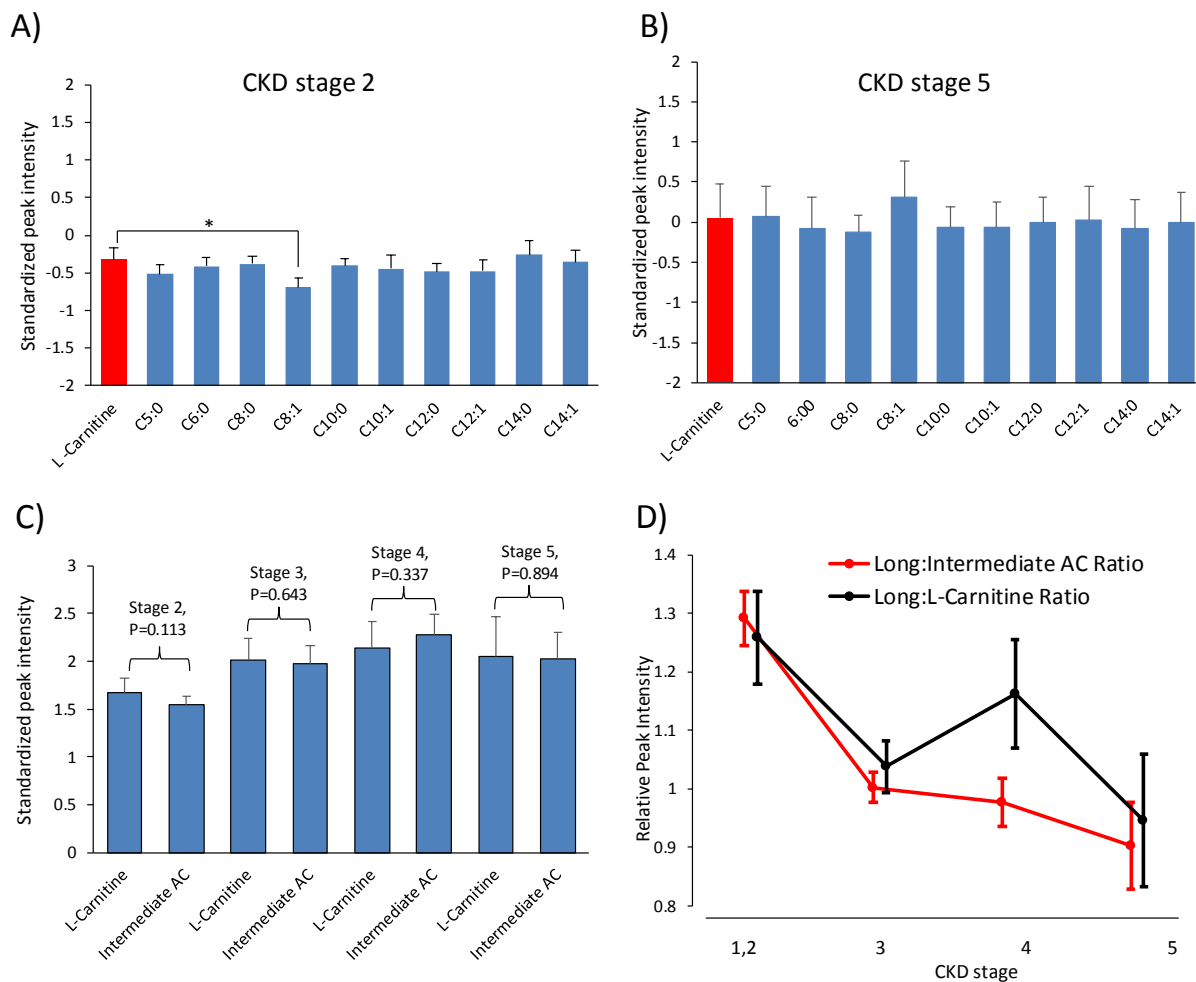 A)
CKD stage 2
Standardized peak intensity
2
1.5
1
0.5
0
-0.5
-1
-1.5
-2
*
L-Carnitine
C5:0
C6:0
C8:0
C8:1
C10:0
C10:1
C12:0
C12:1
C14:0
C14:1
B)
CKD stage 5
Standardized peak intensity
2
1.5
1
0.5
0
-0.5
-1
-1.5
-2
L-Carnitine
C5:0
6:00
C8:0
C8:1
C10:0
C10:1
C12:0
C12:1
C14:0
C14:1
C)
Standardized peak intensity
3
2.5
2
1.5
1
0.5
0
Stage 2,
P=0.113
Stage 3,
P=0.643
Stage 4,
P=0.337
Stage 5,
P=0.894
L-Carnitine
Intermediate AC
L-Carnitine
Intermediate AC
L-Carnitine
Intermediate AC
L-Carnitine
Intermediate AC
D)
Relative Peak Intensity
1.4
1.3
1.2
1.1
1
0.9
0.8
Long:Intermediate AC Ratio
Long:L-Carnitine Ratio
1,2
3
4
5
CKD stage